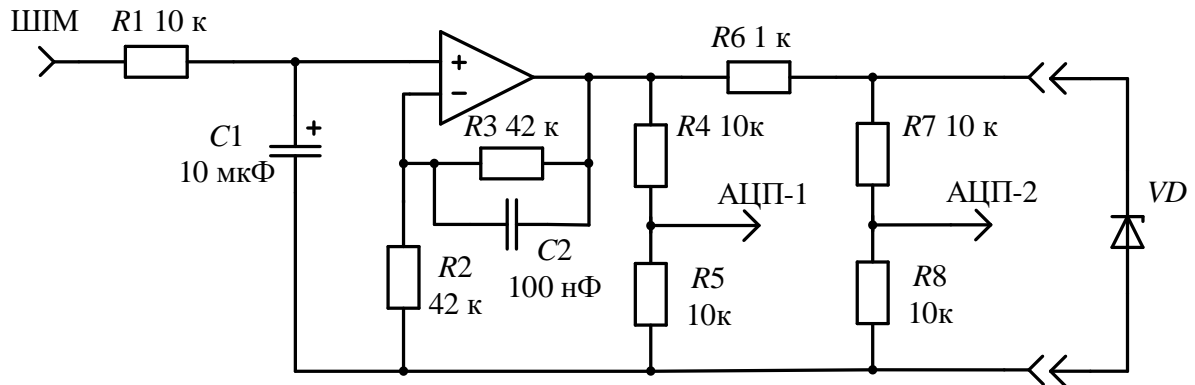 ШІМ
R1 10 к
R6 1 к
+
−
C1
+
10 мкФ
R3 42 к
R4 10к
R7 10 к
АЦП-1
АЦП-2
VD
R2
42 к
C2
100 нФ
R5
10к
R8
10к